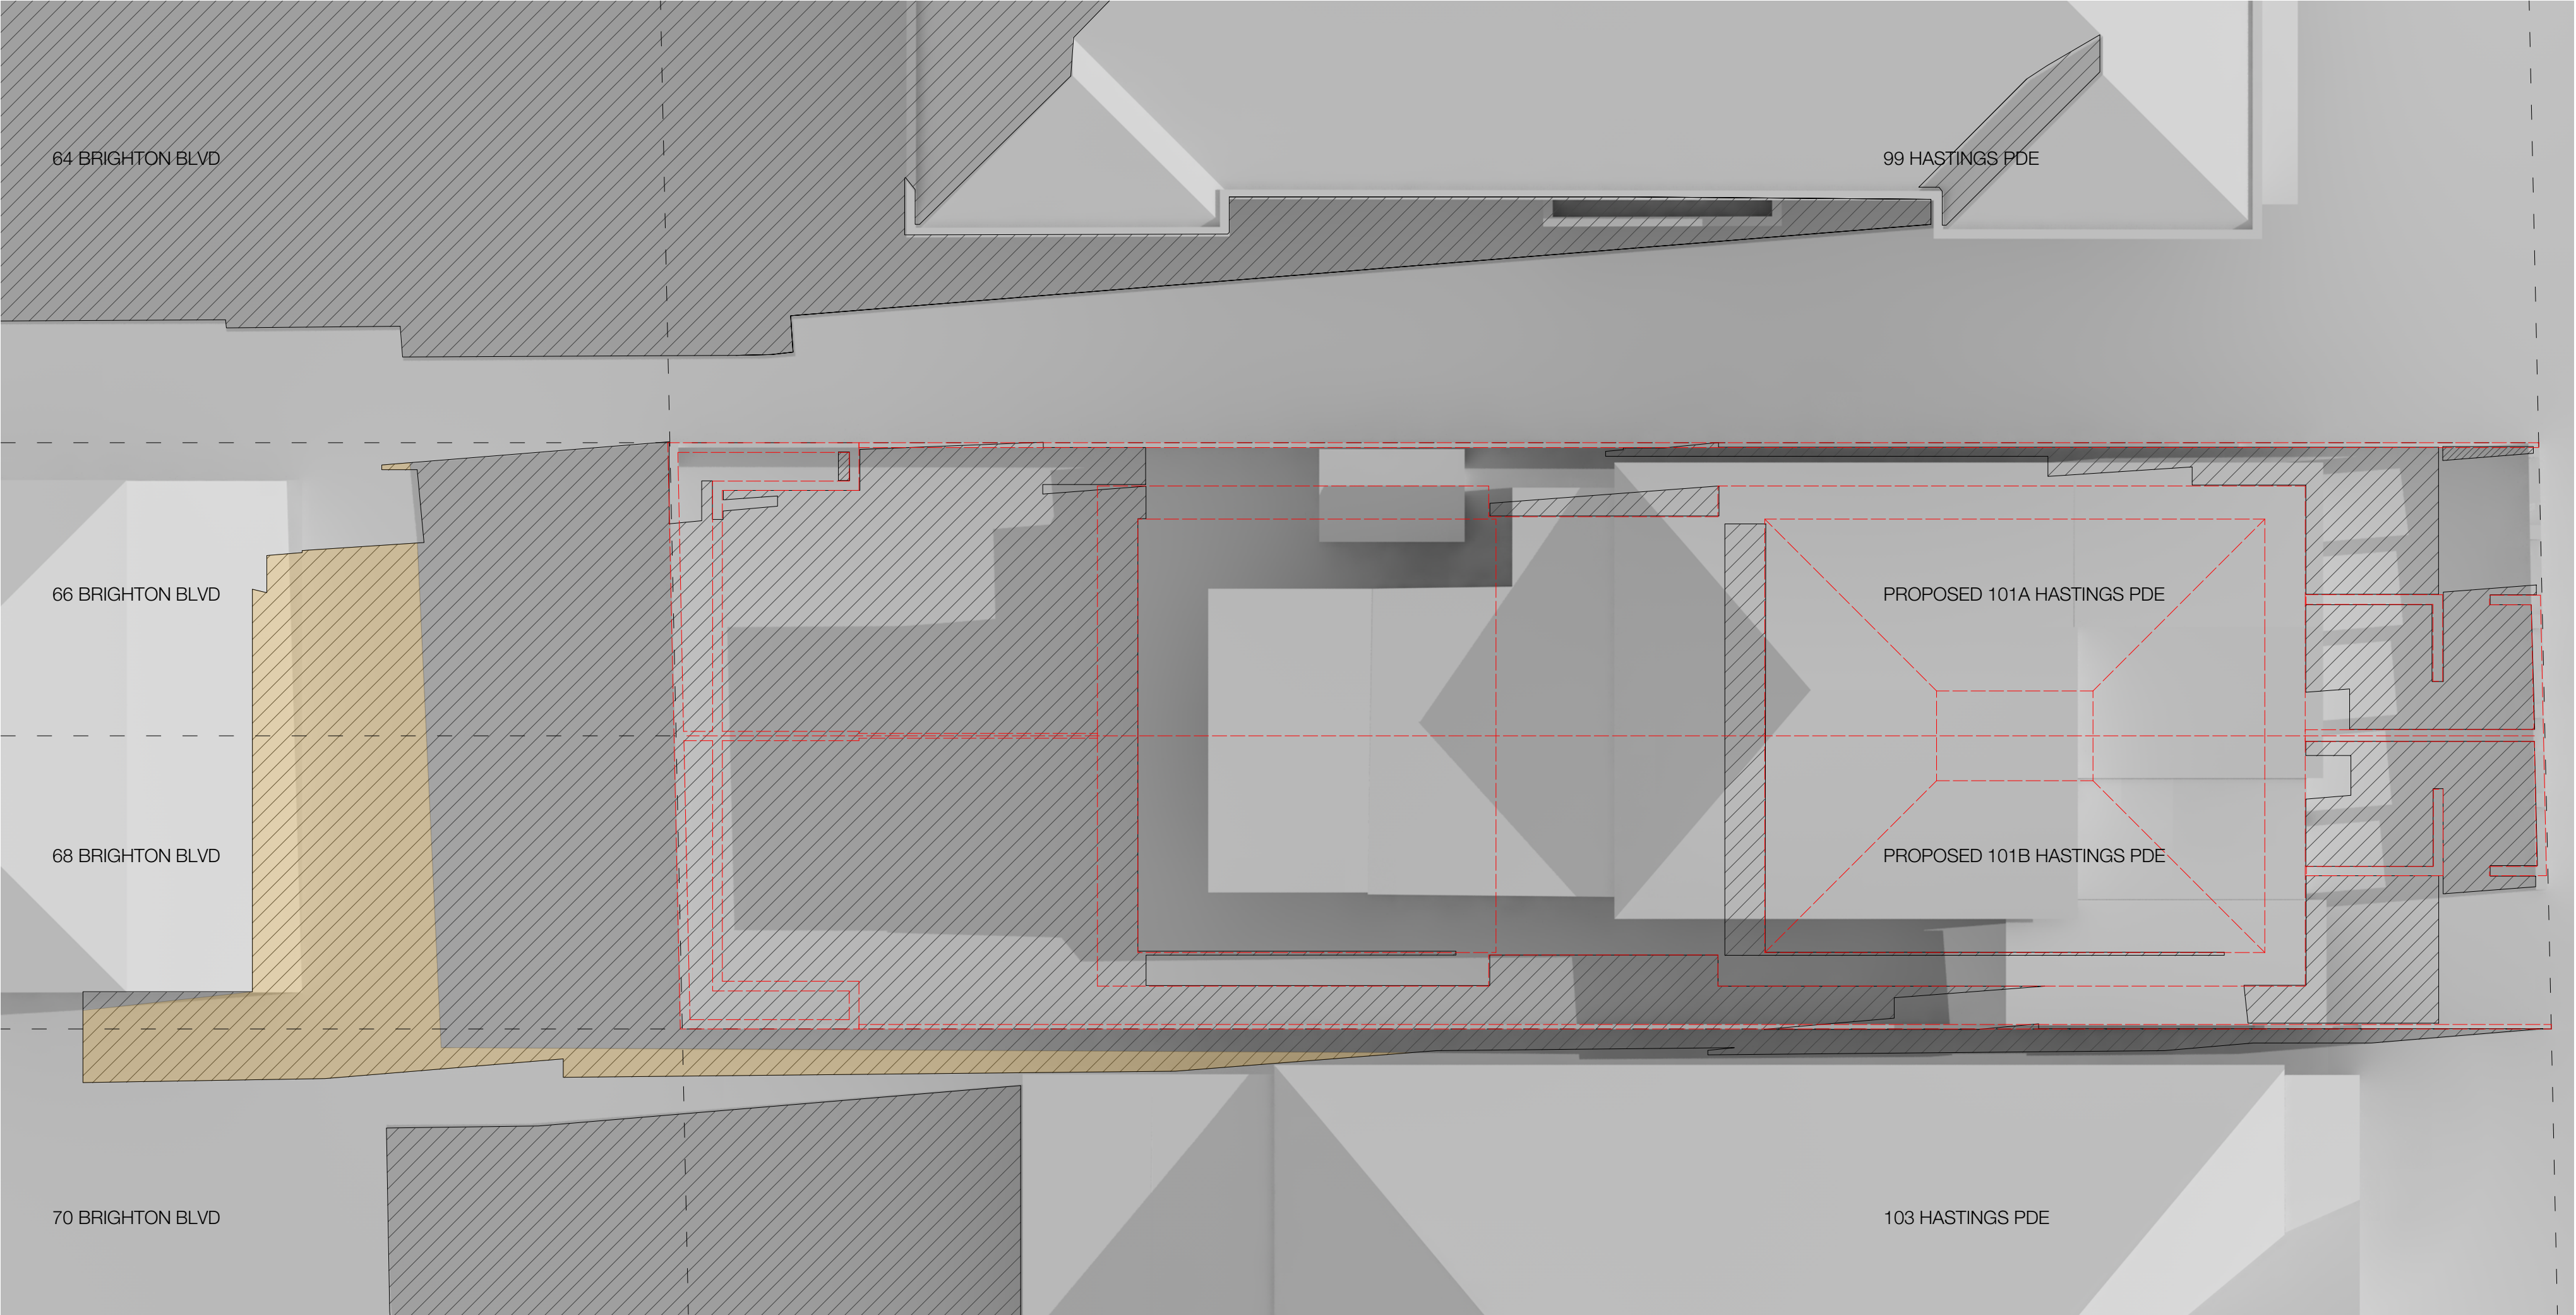 64 BRIGHTON BLVD
99 HASTINGS PDE
66 BRIGHTON BLVD
PROPOSED 101A HASTINGS PDE
68 BRIGHTON BLVD
PROPOSED 101B HASTINGS PDE
70 BRIGHTON BLVD
103 HASTINGS PDE